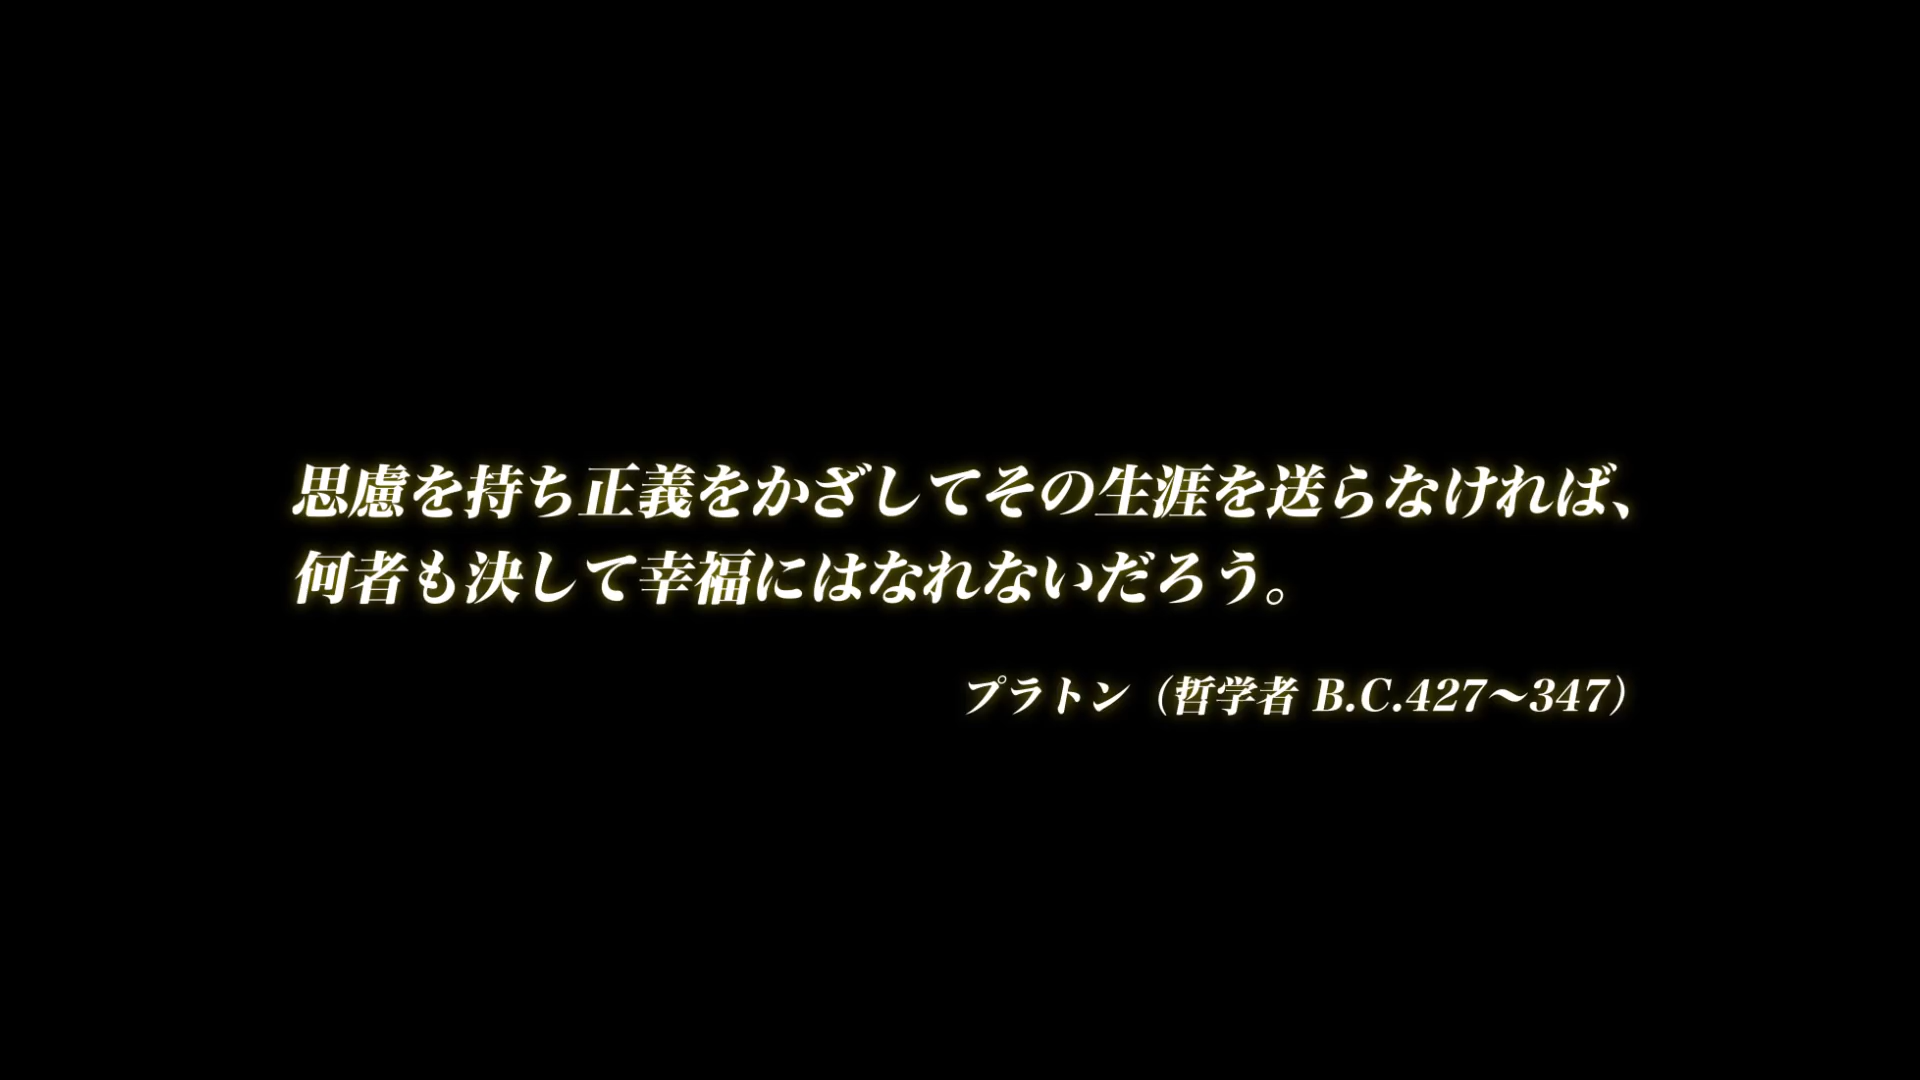 思慮を持ち正義をかざしてその生涯を送らなければ、
何者も決して幸福にはなれないだろう。
プラトン（哲学者 B.C.427～347）